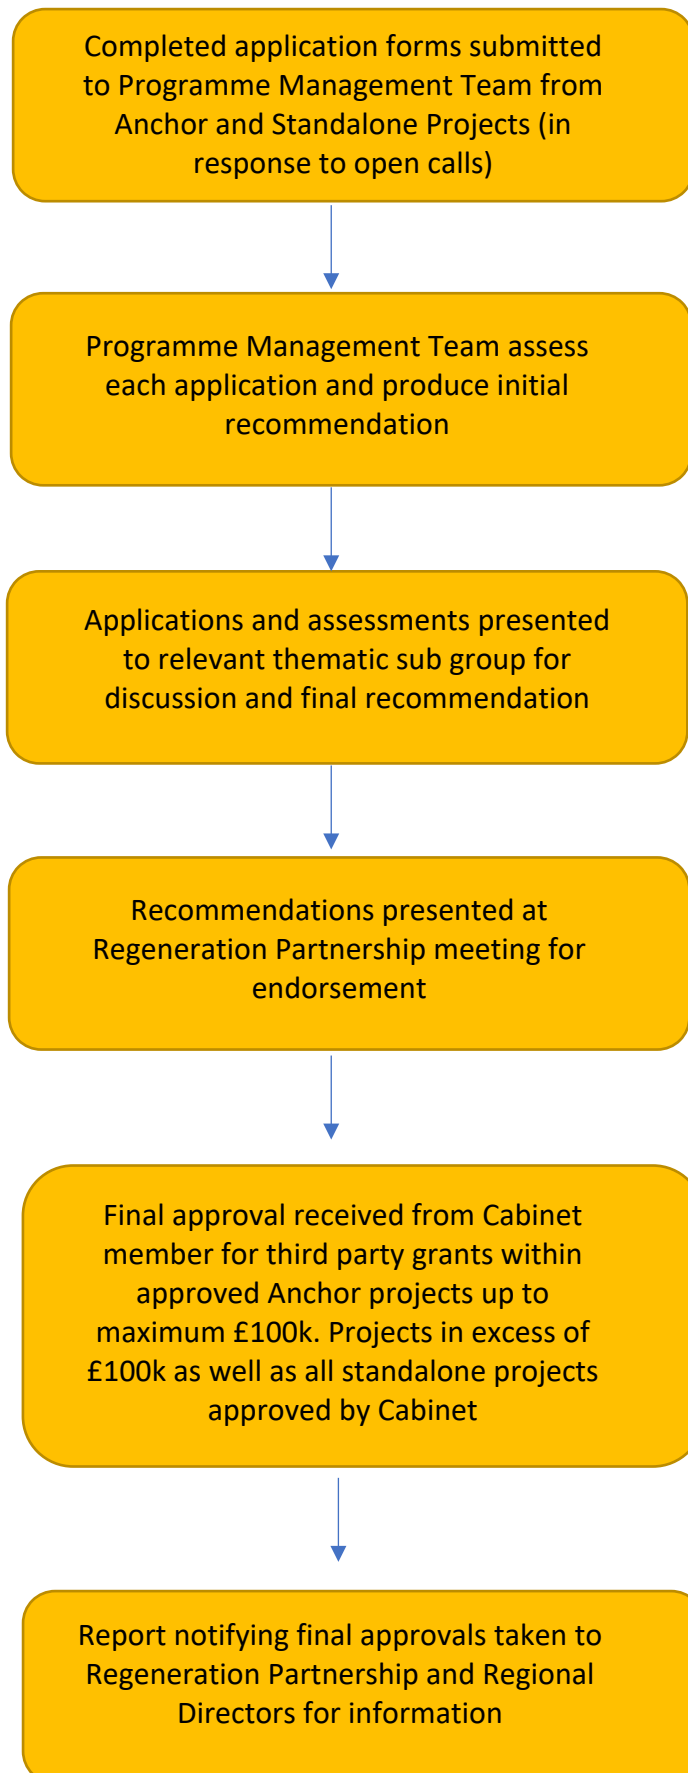 Completed application forms submitted
to Programme Management Team from
Anchor and Standalone Projects (in
response to open calls)
Programme Management Team assess
each application and produce initial
recommendation
Applications and assessments presented
to relevant thematic sub group for
discussion and final recommendation
Recommendations presented at
Regeneration Partnership meeting for
endorsement
Final approval received from Cabinet
member for third party grants within
approved Anchor projects up to
maximum £100k. Projects in excess of
£100k as well as all standalone projects
approved by Cabinet
Report notifying final approvals taken to
Regeneration Partnership and Regional
Directors for information